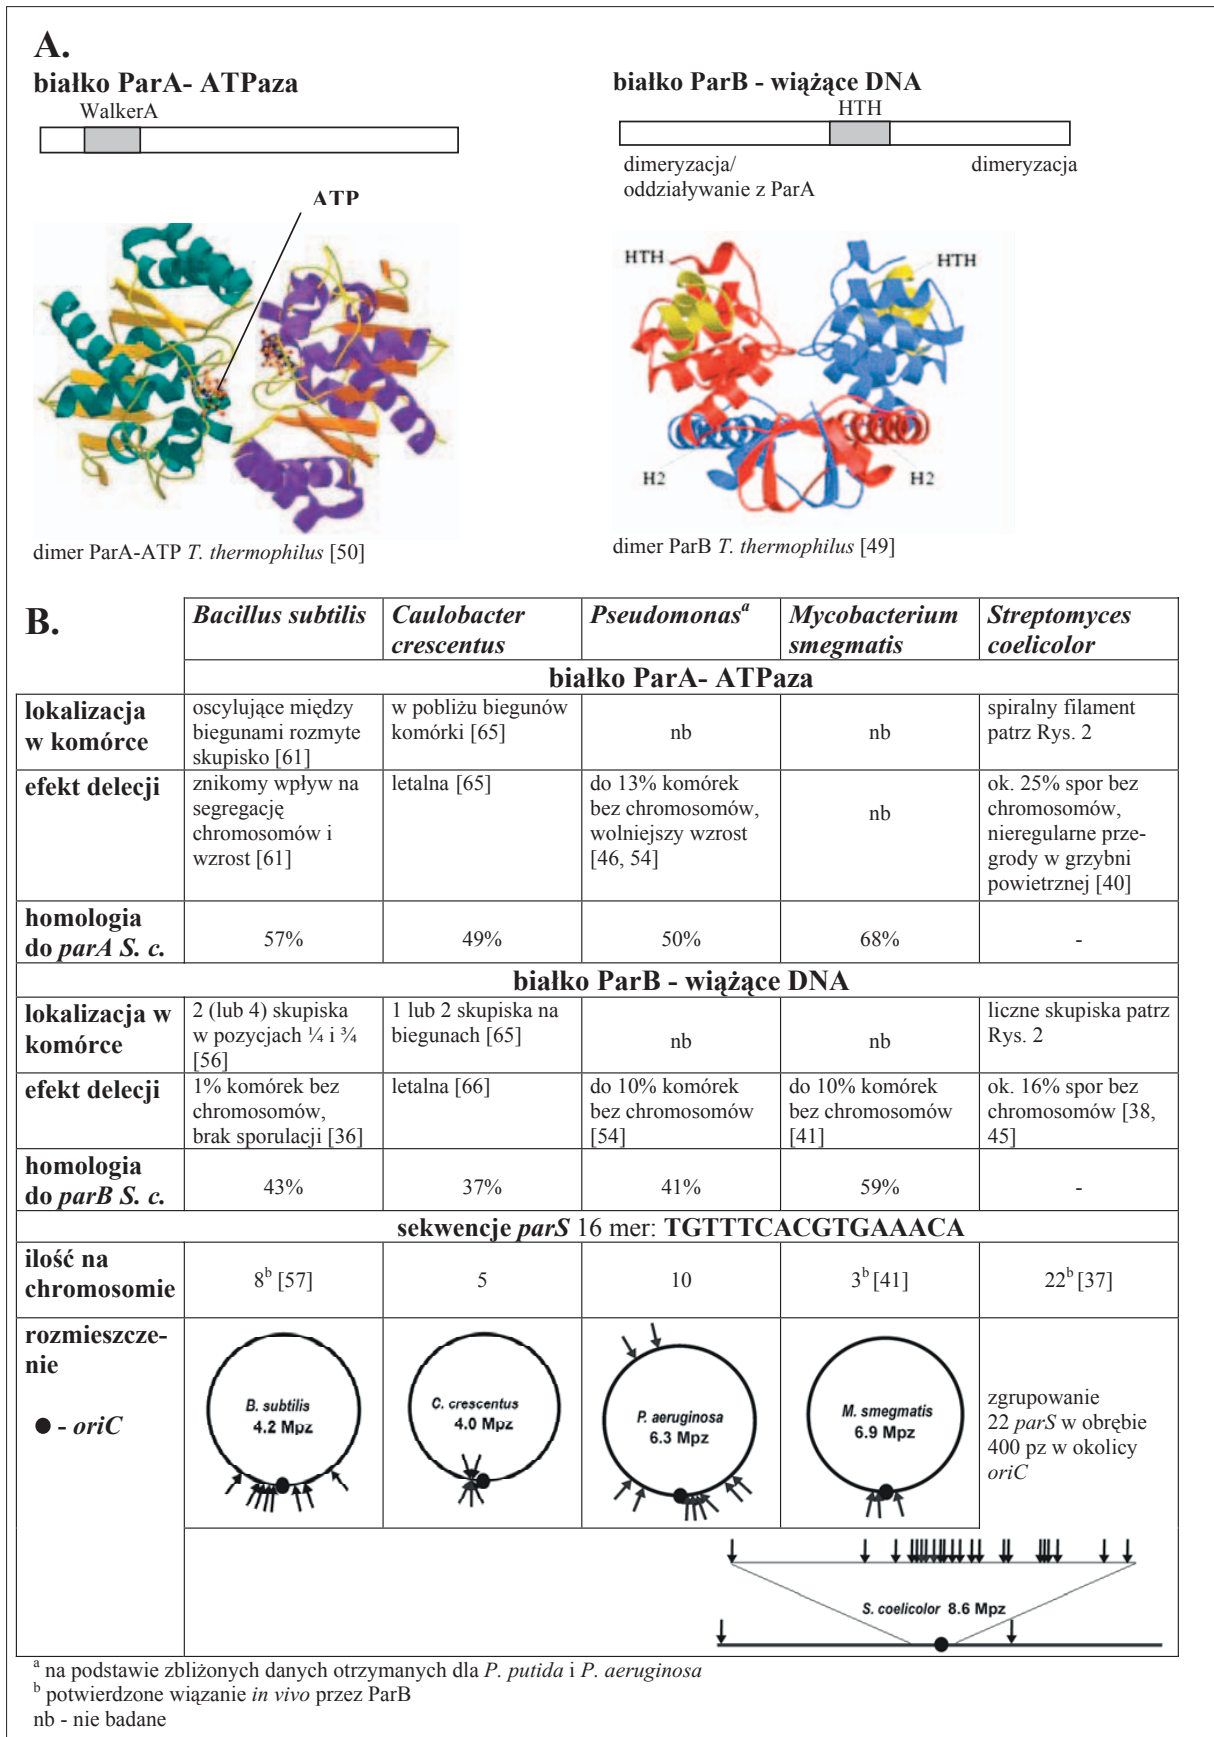 A.
białko ParA- ATPaza
WalkerA
ATP
dimer ParA-ATP T. thermophilus [50]
białko ParB - wiążące DNA
HTH
dimeryzacja/
oddziaływanie z ParA
dimeryzacja
HTH
HTH
H2
H2
dimer ParB T. thermophilus [49]
B.
Bacillus subtilis
Caulobacter
crescentus
Pseudomonasᵃ
Mycobacterium
smegmatis
Streptomyces
coelicolor
białko ParA- ATPaza
lokalizacja
w komórce
oscylujące między
biegunami rozmyte
skupisko [61]
w pobliżu biegunów
komórki [65]
nb
nb
spiralny filament
patrz Rys. 2
efekt delecji
znikomy wpływ na
segregację
chromosomów i
wzrost [61]
letalna [65]
do 13% komórek
bez chromosomów,
wolniejszy wzrost
[46, 54]
nb
ok. 25% spor bez
chromosomów,
nieregularne prze-
grody w grzybni
powietrznej [40]
homologia
do parA S. c.
57%
49%
50%
68%
-
białko ParB - wiążące DNA
lokalizacja w
komórce
2 (lub 4) skupiska
w pozycjach ¼ i ¾
[56]
1 lub 2 skupiska na
biegunach [65]
nb
nb
liczne skupiska patrz
Rys. 2
efekt delecji
1% komórek bez
chromosomów,
brak sporulacji [36]
letalna [66]
do 10% komórek
bez chromosomów
[54]
do 10% komórek
bez chromosomów
[41]
ok. 16% spor bez
chromosomów [38,
45]
homologia
do parB S. c.
43%
37%
41%
59%
-
sekwencje parS 16 mer: TGTTTCACGTGAAACA
ilość na
chromosomie
8ᵇ [57]
5
10
3ᵇ [41]
22ᵇ [37]
rozmieszcze-
nie
● - oriC
B. subtilis
4.2 Mpz
C. crescentus
4.0 Mpz
P. aeruginosa
6.3 Mpz
M. smegmatis
6.9 Mpz
zgrupowanie
22 parS w obrębie
400 pz w okolicy
oriC
S. coelicolor 8.6 Mpz
ᵃ na podstawie zbliżonych danych otrzymanych dla P. putida i P. aeruginosa
ᵇ potwierdzone wiązanie in vivo przez ParB
nb - nie badane